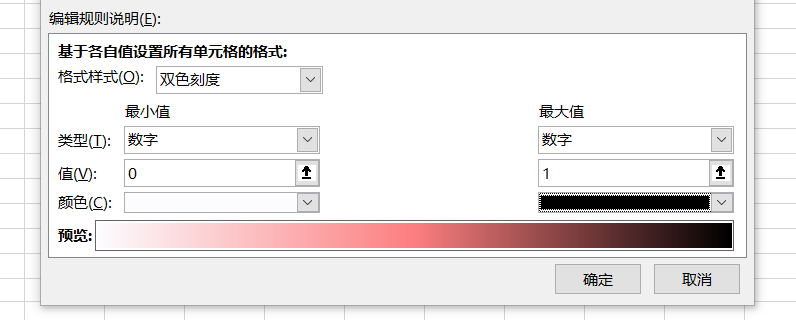 编辑规则说明(E):
基于各自值设置所有单元格的格式:
格式样式(O): 双色刻度
最小值 最大值
类型(T): 数字 数字
值(V): 0 1
颜色(C):
预览:
确定 取消